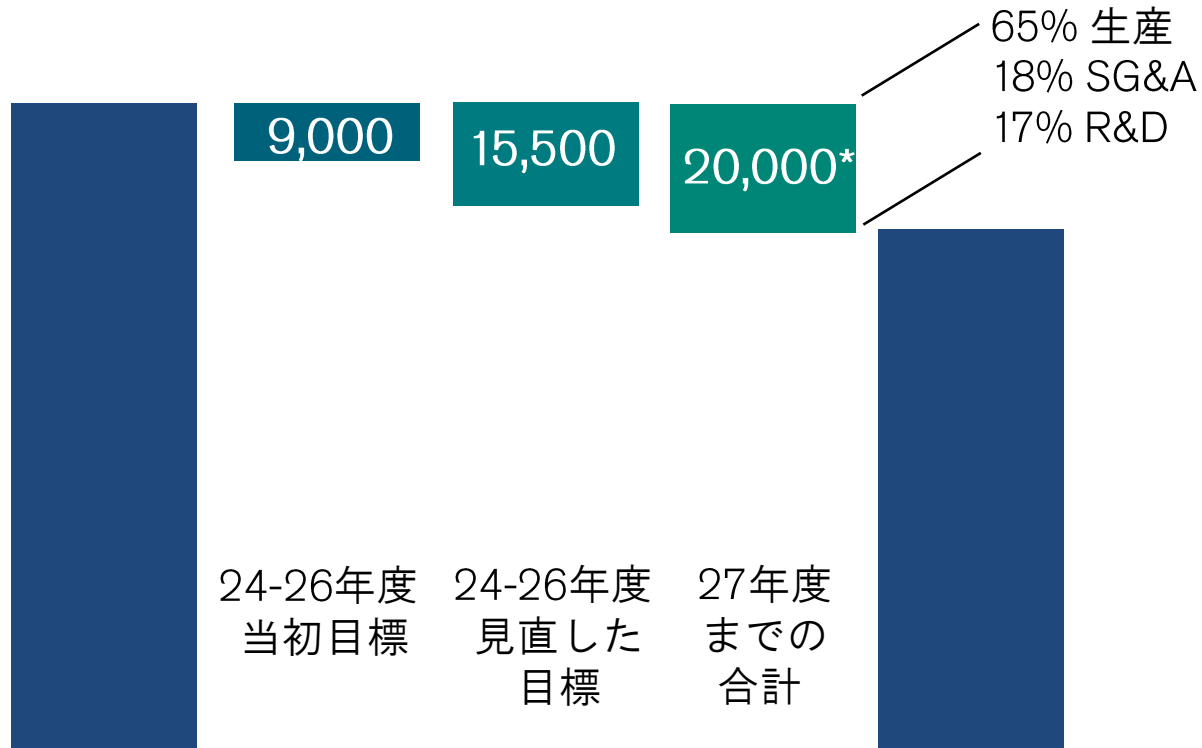 65% 生産
18% SG&A
17% R&D
9,000
15,500
20,000*
24-26年度
当初目標
24-26年度
見直した
目標
27年度
までの
合計